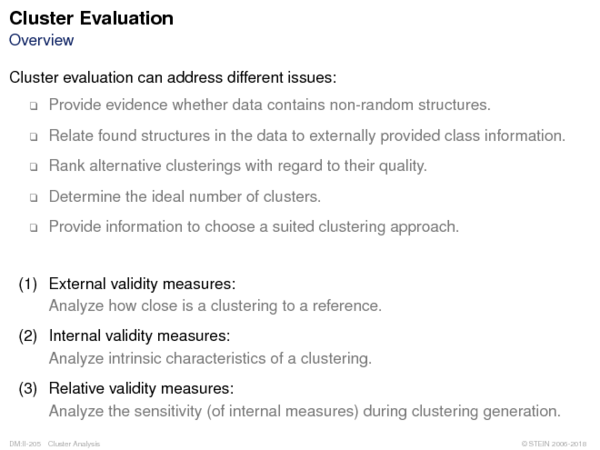 Cluster Evaluation
Overview
Cluster evaluation can address different issues:
❑ Provide evidence whether data contains non-random structures.
❑ Relate found structures in the data to externally provided class information.
❑ Rank alternative clusterings with regard to their quality.
❑ Determine the ideal number of clusters.
❑ Provide information to choose a suited clustering approach.
(1) External validity measures:
Analyze how close is a clustering to a reference.
(2) Internal validity measures:
Analyze intrinsic characteristics of a clustering.
(3) Relative validity measures:
Analyze the sensitivity (of internal measures) during clustering generation.
DM:II-205 Cluster Analysis
© STEIN 2006-2018